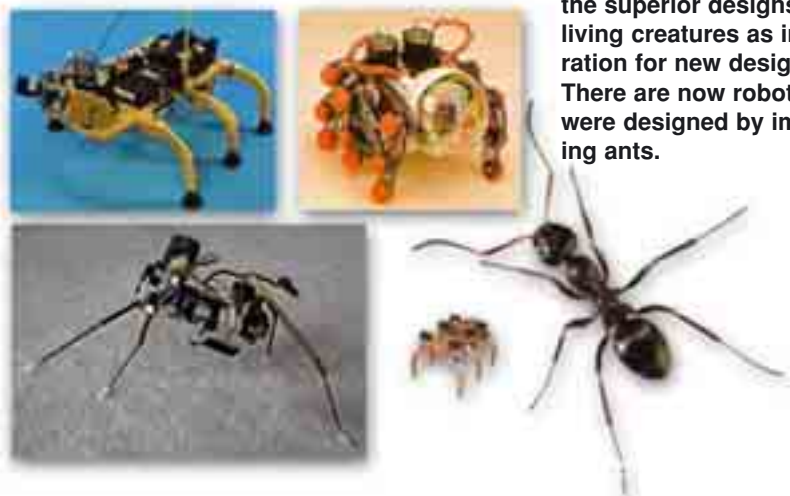 the superior designs
living creatures as in
ration for new desig
There are now robot
were designed by im
ing ants.